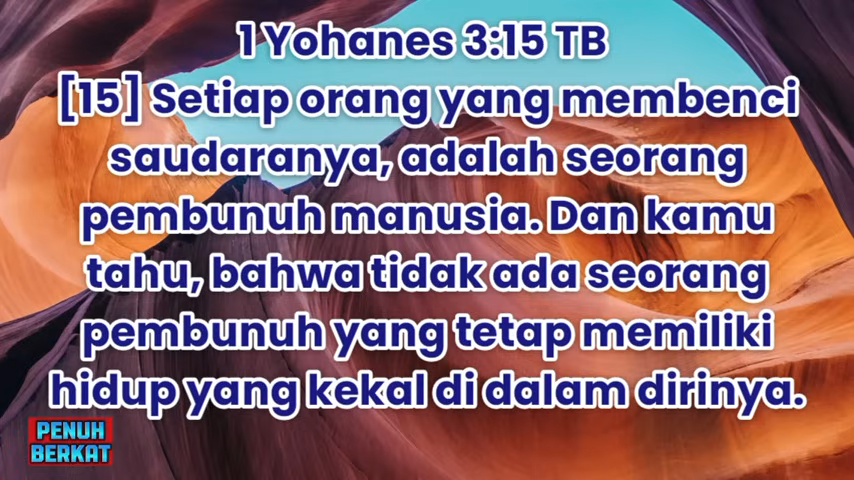 1 Yohanes 3:15 TB
[15] Setiap orang yang membenci
saudaranya, adalah seorang
pembunuh manusia. Dan kamu
tahu, bahwa tidak ada seorang
pembunuh yang tetap memiliki
hidup yang kekal di dalam dirinya.
PENUH
BERKAT